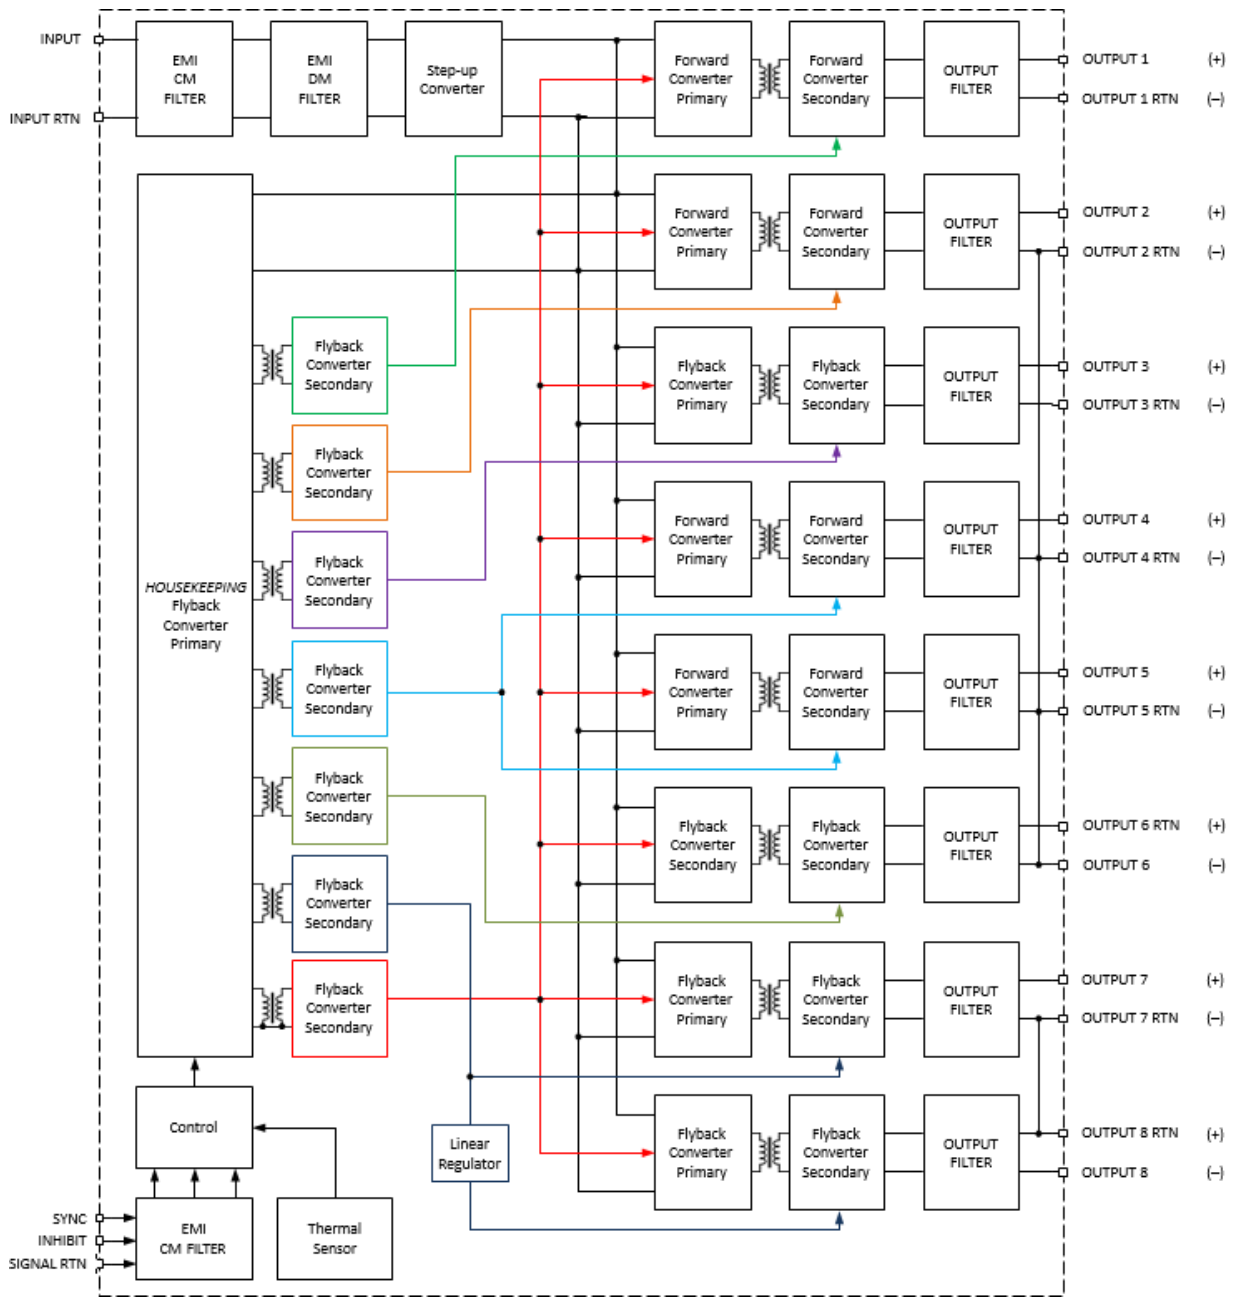 INPUT
INPUT RTN
EMI
CM
FILTER
EMI
DM
FILTER
Step-up
Converter
Forward
Converter
Primary
Forward
Converter
Secondary
OUTPUT
FILTER
OUTPUT 1 (+)
OUTPUT 1 RTN (–)
Forward
Converter
Primary
Forward
Converter
Secondary
OUTPUT
FILTER
OUTPUT 2 (+)
OUTPUT 2 RTN (–)
Flyback
Converter
Primary
Flyback
Converter
Secondary
OUTPUT
FILTER
OUTPUT 3 (+)
OUTPUT 3 RTN (–)
Forward
Converter
Primary
Forward
Converter
Secondary
OUTPUT
FILTER
OUTPUT 4 (+)
OUTPUT 4 RTN (–)
Forward
Converter
Primary
Forward
Converter
Secondary
OUTPUT
FILTER
OUTPUT 5 (+)
OUTPUT 5 RTN (–)
Flyback
Converter
Secondary
Flyback
Converter
Secondary
OUTPUT
FILTER
OUTPUT 6 RTN (+)
OUTPUT 6 (–)
Flyback
Converter
Primary
Flyback
Converter
Secondary
OUTPUT
FILTER
OUTPUT 7 (+)
OUTPUT 7 RTN (–)
Flyback
Converter
Primary
Flyback
Converter
Secondary
OUTPUT
FILTER
OUTPUT 8 RTN (+)
OUTPUT 8 (–)
HOUSEKEEPING
Flyback
Converter
Primary
Flyback
Converter
Secondary
Flyback
Converter
Secondary
Flyback
Converter
Secondary
Flyback
Converter
Secondary
Flyback
Converter
Secondary
Flyback
Converter
Secondary
Flyback
Converter
Secondary
Linear
Regulator
Control
EMI
CM FILTER
Thermal
Sensor
SYNC
INHIBIT
SIGNAL RTN